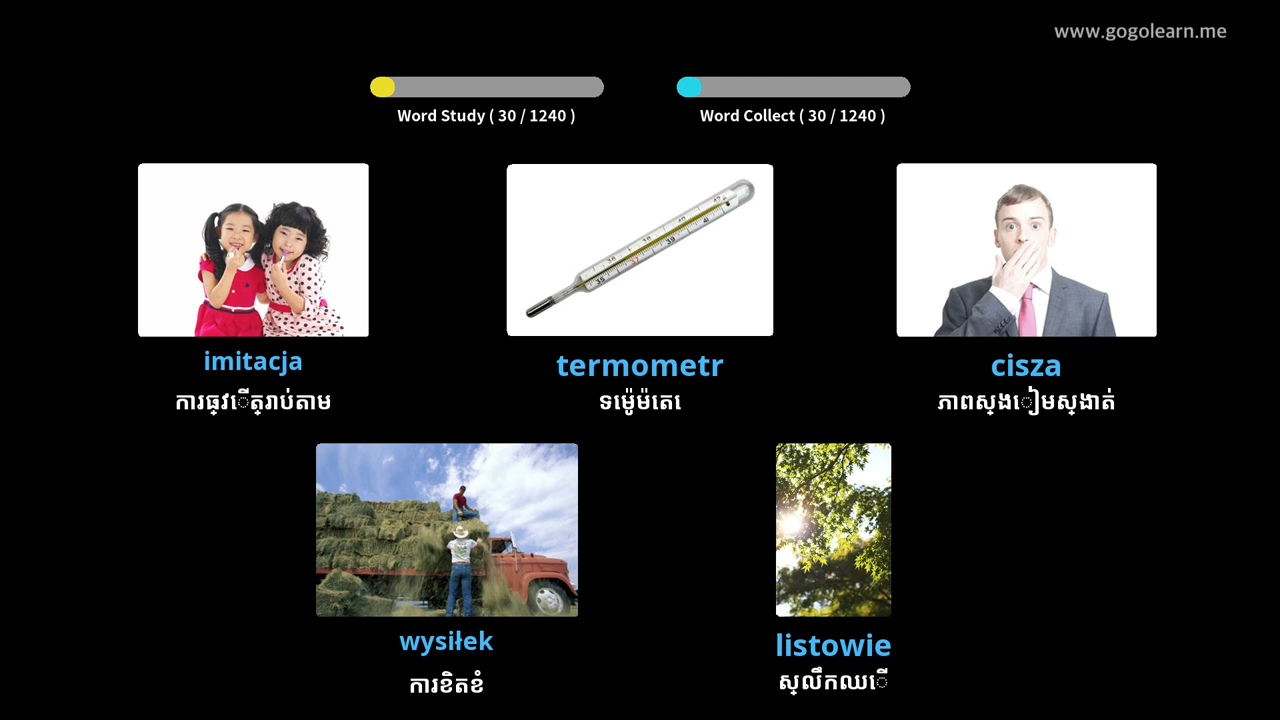 www.gogolearn.me
Word Study ( 30 / 1240 )
Word Collect ( 30 / 1240 )
imitacja
ការធ្វើត្រាប់តាម
termometr
ទម៉ូម៉តេ
cisza
ភាពស្ងៀមស្ងាត់
wysiłek
ការខិតខំ
listowie
ស្លឹកឈើ